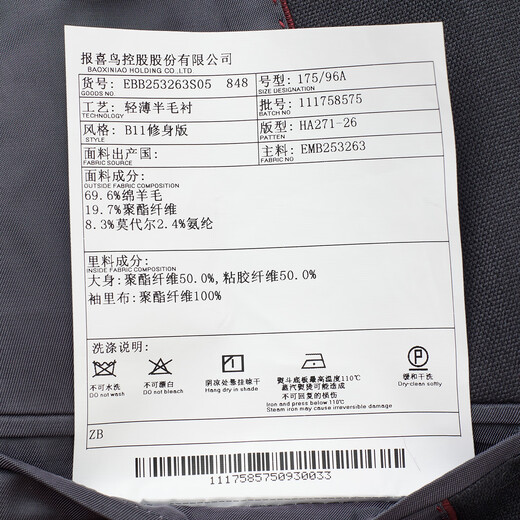 报喜鸟控股股份有限公司
BAOXINIAO HOLDING CO.,LTD.
货号: EBB253263S05 848 号型: 175/96A
GOODS NO SIZE DESIGNATION
工艺: 轻薄半毛衬 批号: 111758575
TECHNOLOGY BATCH NO
风格: B11修身版 版型: HA271-26
STYLE PATTEN
面料出产国: 主料: EMB253263
FABRIC SOURCE FABRIC NO
面料成分:
OUTSIDE FABRIC COMPOSITION
69.6%绵羊毛
19.7%聚酯纤维
8.3%莫代尔2.4%氨纶
里料成分:
INSIDE FABRIC COMPOSITION
大身: 聚酯纤维50.0%, 粘胶纤维50.0%
袖里布: 聚酯纤维100%
洗涤说明:
P
不可水洗 不可漂白 阴凉处悬挂晾干 熨斗底板最高温度110℃ 缓和干洗
Do not wash Do not bleach Hang dry in shade 蒸汽熨烫可能造成 Dry-clean softly
不可回复的损伤
Iron and press below 110℃
Steam iron may cause irreversible damage
ZB
1117585750930033